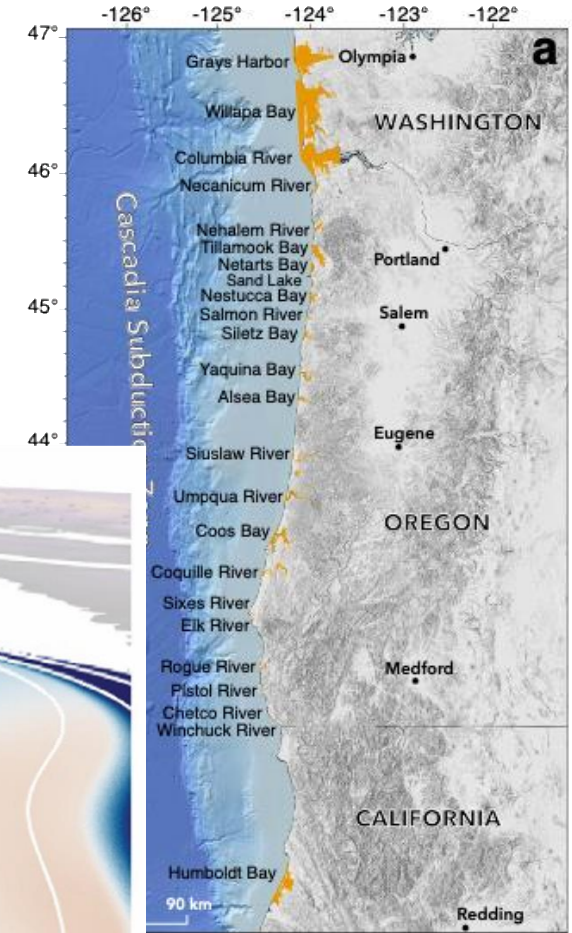 -126° -125° -124° -123° -122°
47°
a
Grays Harbor
Olympia
Willapa Bay
WASHINGTON
Columbia River
46°
Necanicum River
Nehalem River
Tillamook Bay
Portland
Netarts Bay
Sand Lake
Nestucca Bay
45°
Salmon River
Salem
Siletz Bay
Yaquina Bay
Alsea Bay
Cascadia Subductio
44°
Eugene
Siuslaw River
Umpqua River
OREGON
Coos Bay
Coquille River
Sixes River
Elk River
Rogue River
Medford
Pistol River
Chetco River
Winchuck River
CALIFORNIA
Humboldt Bay
90 km
Redding